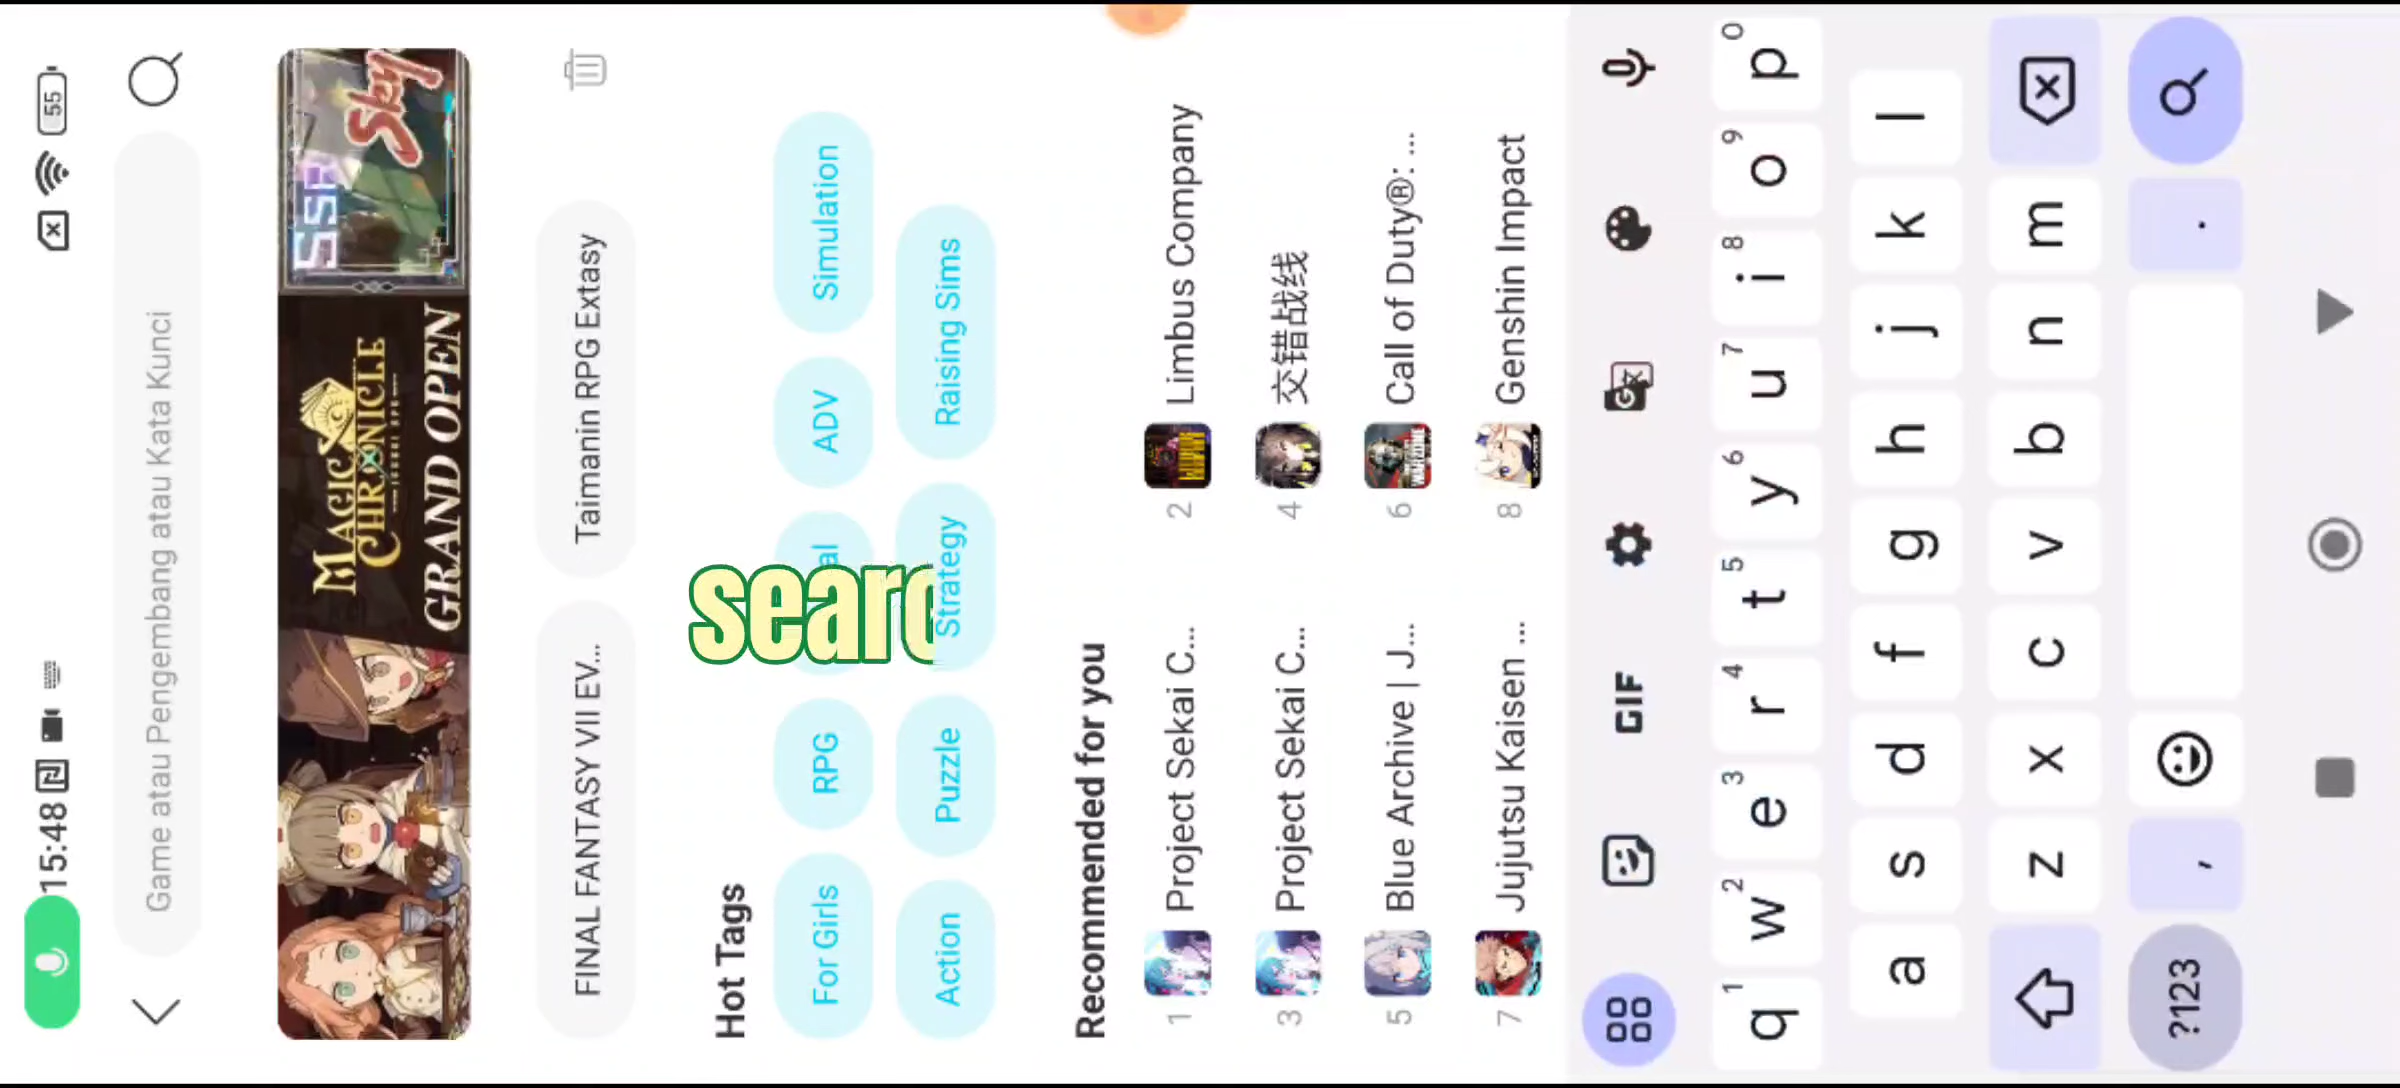 15:48
55
Game atau Pengembang atau Kata Kunci
MAGIC CHRONICLE
ISEKAI RPG
GRAND OPEN
SSR
Sky
FINAL FANTASY VII EV...
Taimanin RPG Extasy
Hot Tags
For Girls
RPG
al
ADV
Simulation
Action
Puzzle
Strategy
Raising Sims
searc
Recommended for you
1 Project Sekai C...
2 Limbus Company
3 Project Sekai C...
4 交错战线
5 Blue Archive | J...
6 Call of Duty®: ...
7 Jujutsu Kaisen ...
8 Genshin Impact
GIF
q 1 w 2 e 3 r 4 t 5 y 6 u 7 i 8 o 9 p 0
a s d f g h j k l
z x c v b n m
?123 , .